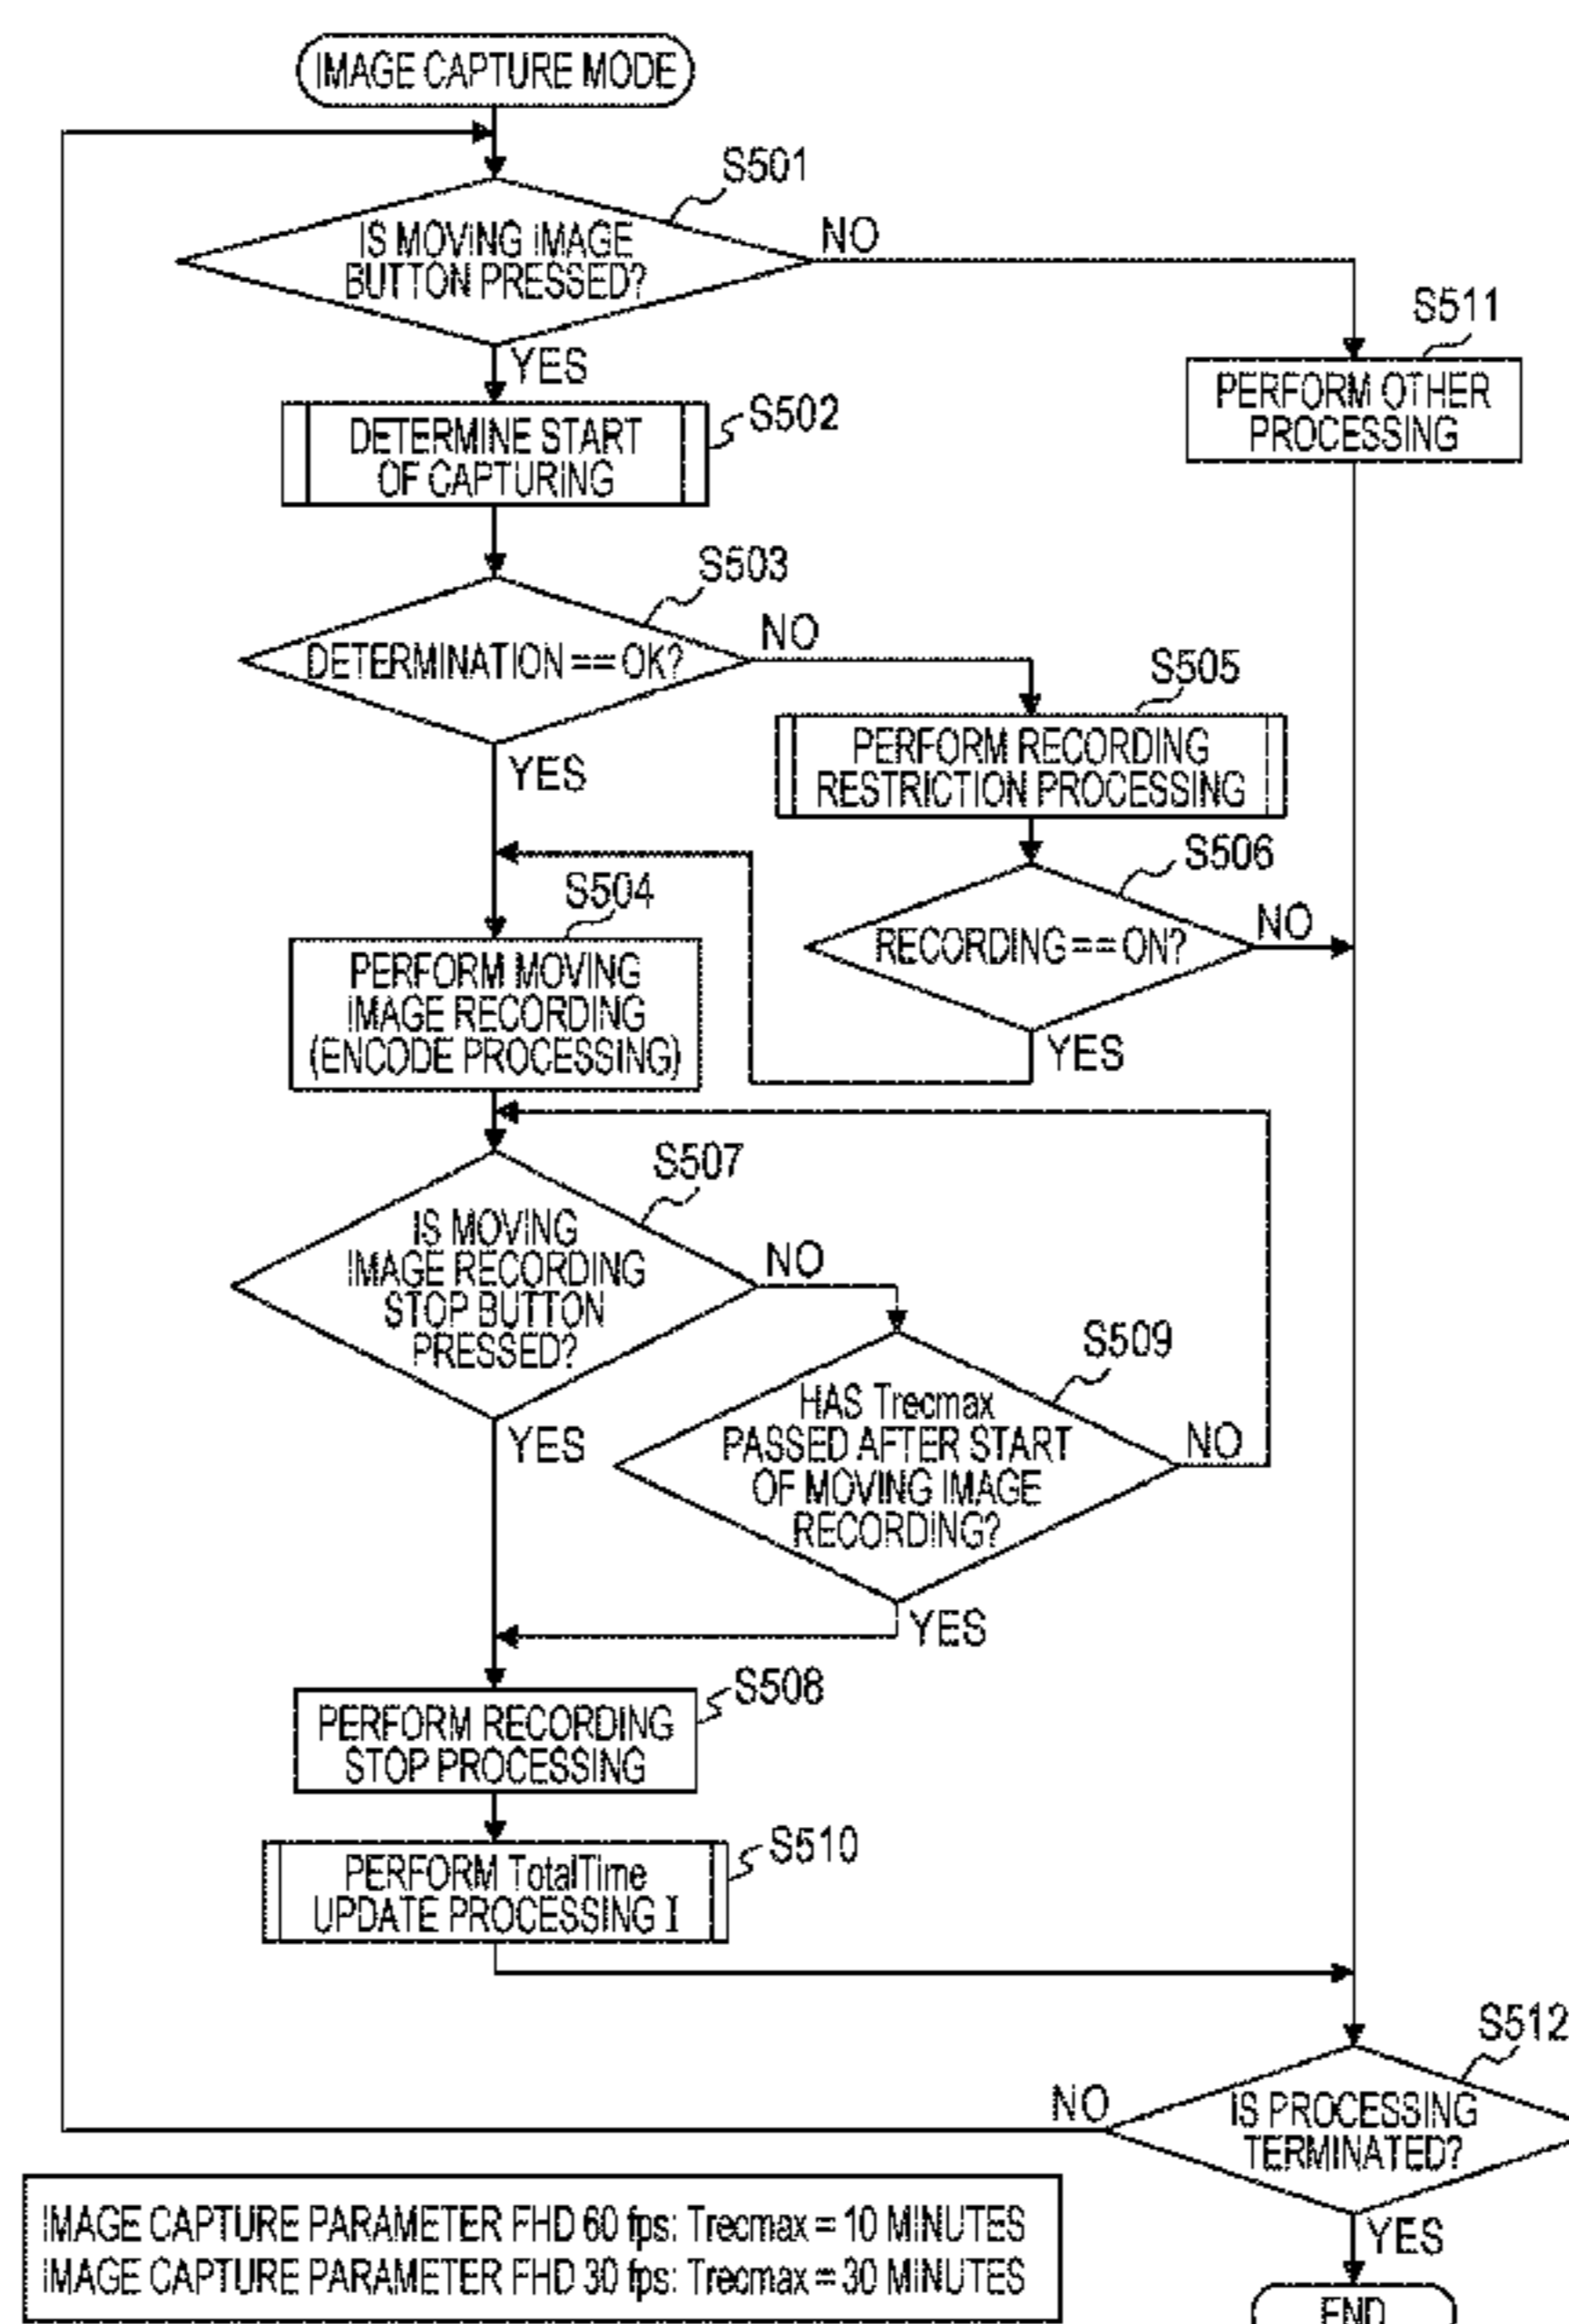 IMAGE CAPTURE MODE
S501
IS MOVING IMAGE
BUTTON PRESSED?
NO
YES
S511
PERFORM OTHER
PROCESSING
S502
DETERMINE START
OF CAPTURING
S503
DETERMINATION == OK?
NO
YES
S505
PERFORM RECORDING
RESTRICTION PROCESSING
S506
RECORDING == ON?
NO
YES
S504
PERFORM MOVING
IMAGE RECORDING
(ENCODE PROCESSING)
S507
IS MOVING
IMAGE RECORDING
STOP BUTTON
PRESSED?
NO
YES
S509
HAS Trecmax
PASSED AFTER START
OF MOVING IMAGE
RECORDING?
NO
YES
S508
PERFORM RECORDING
STOP PROCESSING
S510
PERFORM TotalTime
UPDATE PROCESSING I
S512
IS PROCESSING
TERMINATED?
NO
YES
END
IMAGE CAPTURE PARAMETER FHD 60 fps: Trecmax = 10 MINUTES
IMAGE CAPTURE PARAMETER FHD 30 fps: Trecmax = 30 MINUTES